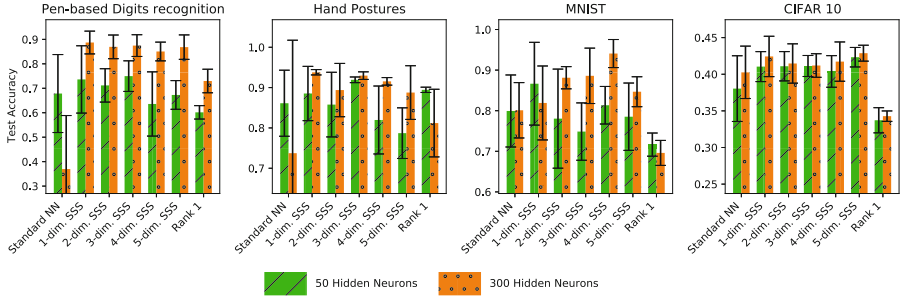 Pen-based Digits recognition
Hand Postures
MNIST
CIFAR 10
Test Accuracy
0.9
0.8
0.7
0.6
0.5
0.4
0.3
1.0
0.9
0.8
0.7
1.0
0.9
0.8
0.7
0.6
0.45
0.40
0.35
0.30
0.25
Standard NN
1-dim. SSS
2-dim. SSS
3-dim. SSS
4-dim. SSS
5-dim. SSS
Rank 1
Standard NN
1-dim. SSS
2-dim. SSS
3-dim. SSS
4-dim. SSS
5-dim. SSS
Rank 1
Standard NN
1-dim. SSS
2-dim. SSS
3-dim. SSS
4-dim. SSS
5-dim. SSS
Rank 1
Standard NN
1-dim. SSS
2-dim. SSS
3-dim. SSS
4-dim. SSS
5-dim. SSS
Rank 1
50 Hidden Neurons
300 Hidden Neurons